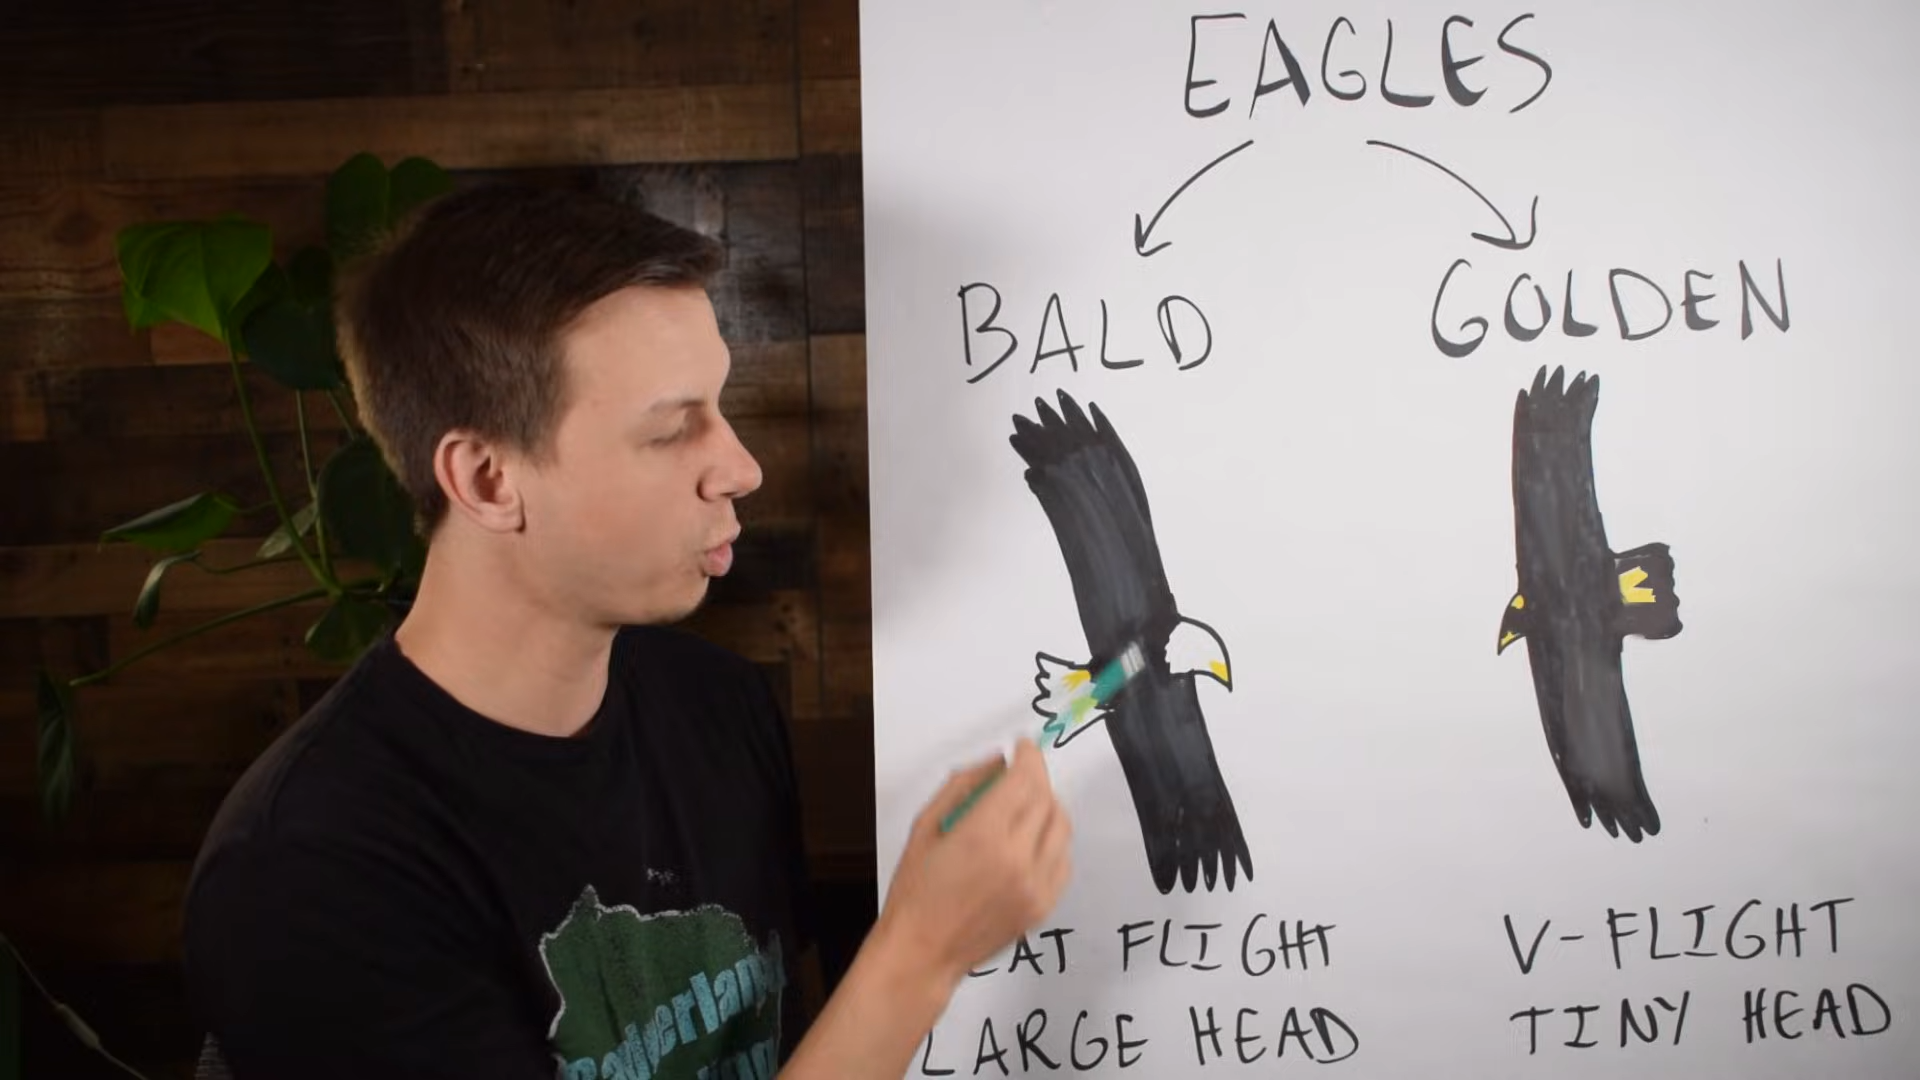 EAGLES
BALD
GOLDEN
FLIGHT
LARGE HEAD
V-FLIGHT
TINY HEAD